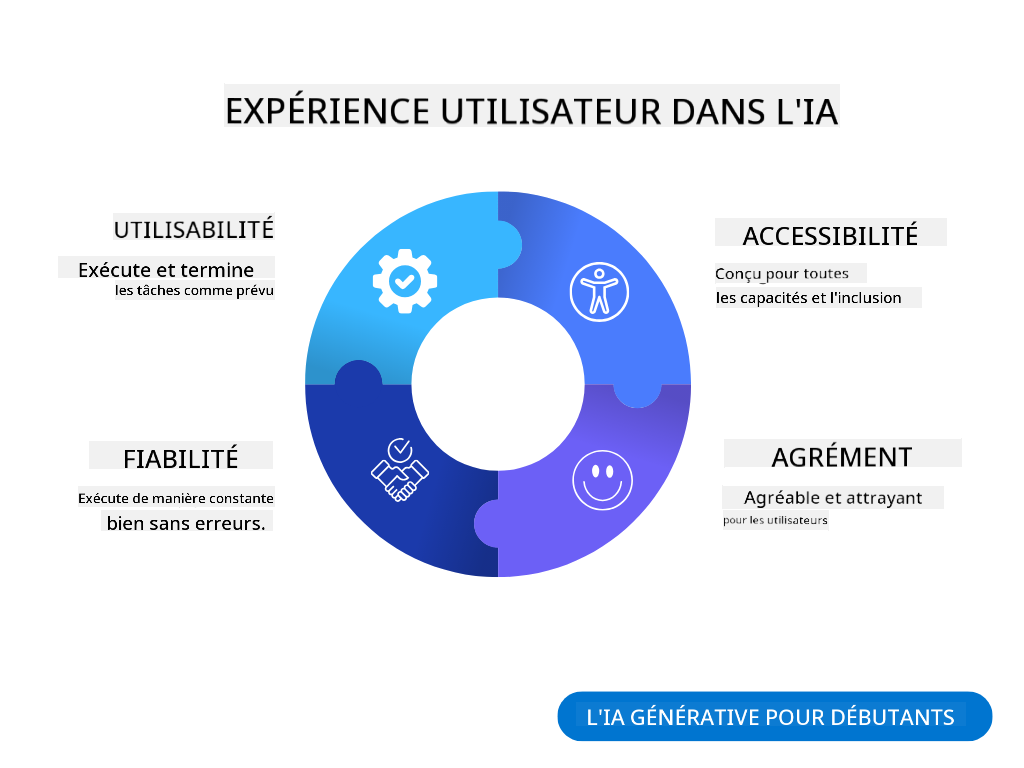 EXPÉRIENCE UTILISATEUR DANS L'IA
UTILISABILITÉ
Exécute et termine
les tâches comme prévu
ACCESSIBILITÉ
Conçu pour toutes
les capacités et l'inclusion
FIABILITÉ
Exécute de manière constante
bien sans erreurs.
AGRÉMENT
Agréable et attrayant
pour les utilisateurs
L'IA GÉNÉRATIVE POUR DÉBUTANTS